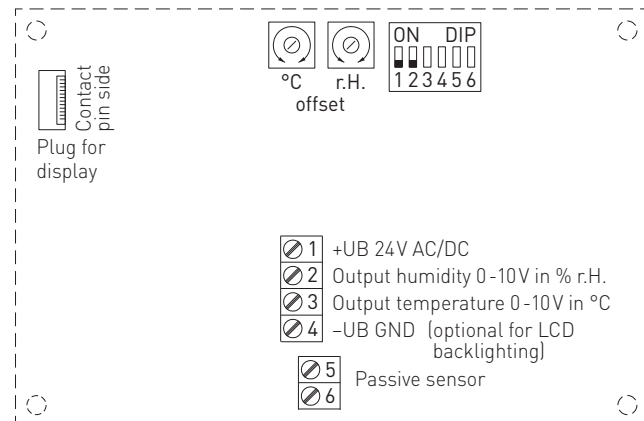 ON DIP
1 2 3 4 5 6
°C r.H.
offset
Contact
pin side
Plug for
display
1 +UB 24V AC/DC
2 Output humidity 0-10V in % r.H.
3 Output temperature 0-10V in °C
4 –UB GND (optional for LCD
backlighting)
5
Passive sensor
6